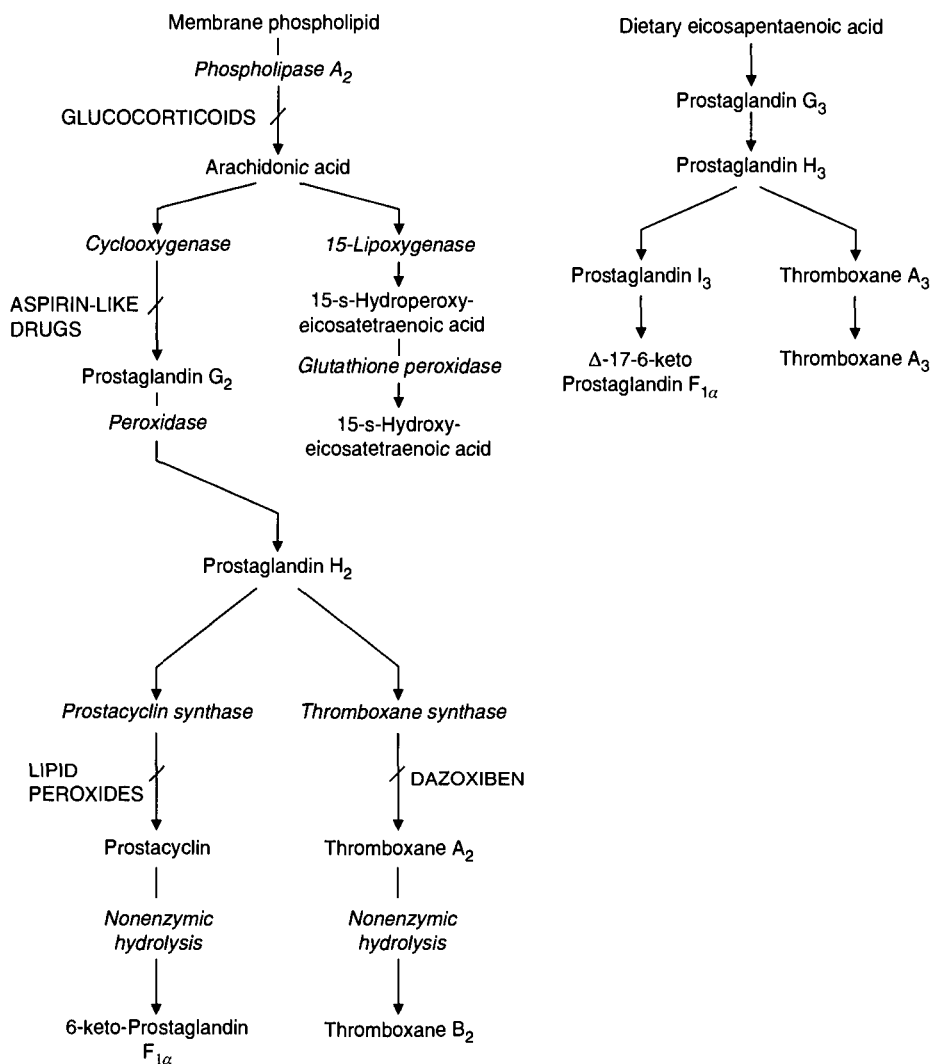 Membrane phospholipid
Phospholipase A2
GLUCOCORTICOIDS
Arachidonic acid
Cyclooxygenase
ASPIRIN-LIKE
DRUGS
Prostaglandin G2
Peroxidase
15-Lipoxygenase
15-s-Hydroperoxy-
eicosatetraenoic acid
Glutathione peroxidase
15-s-Hydroxy-
eicosatetraenoic acid
Prostaglandin H2
Prostacyclin synthase
LIPID
PEROXIDES
Prostacyclin
Nonenzymic
hydrolysis
6-keto-Prostaglandin
F1α
Thromboxane synthase
DAZOXIBEN
Thromboxane A2
Nonenzymic
hydrolysis
Thromboxane B2
Dietary eicosapentaenoic acid
Prostaglandin G3
Prostaglandin H3
Prostaglandin I3
Δ-17-6-keto
Prostaglandin F1α
Thromboxane A3
Thromboxane A3